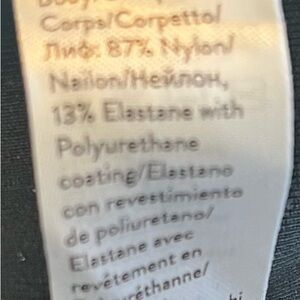 Corps/Corpetto/
Лиф: 87% Nylon/
Nailon/Нейлон,
13% Elastane with
Polyurethane
coating/Elastano
con revestimiento
de poliuretano/
Elastane avec
revêtement en
polyuréthanne/